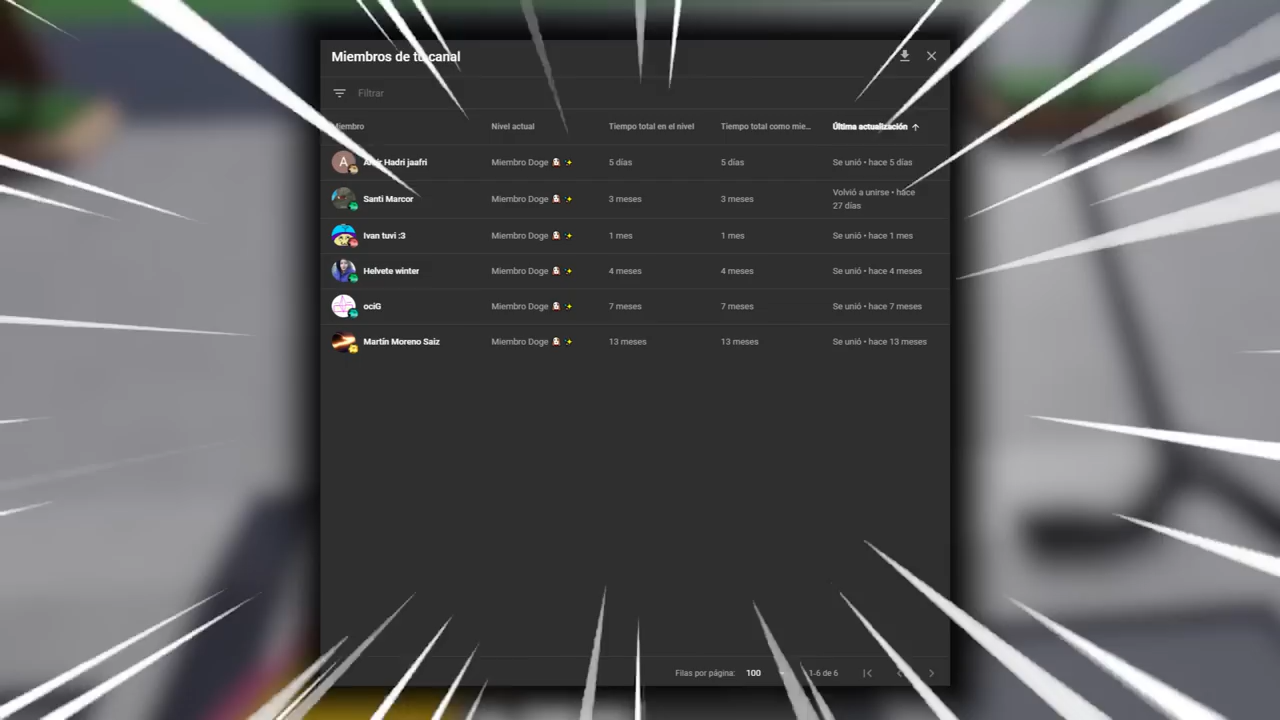 Miembros de tu canal
Filtrar
Miembro Nivel actual Tiempo total en el nivel Tiempo total como mie... Última actualización
A Hadri jaafri Miembro Doge 5 días 5 días Se unió • hace 5 días
Santi Marcor Miembro Doge 3 meses 3 meses Volvió a unirse • hace
27 días
Ivan tuvi :3 Miembro Doge 1 mes 1 mes Se unió • hace 1 mes
Helvete winter Miembro Doge 4 meses 4 meses Se unió • hace 4 meses
ociG Miembro Doge 7 meses 7 meses Se unió • hace 7 meses
Martín Moreno Saiz Miembro Doge 13 meses 13 meses Se unió • hace 13 meses
Filas por página: 100 1-6 de 6